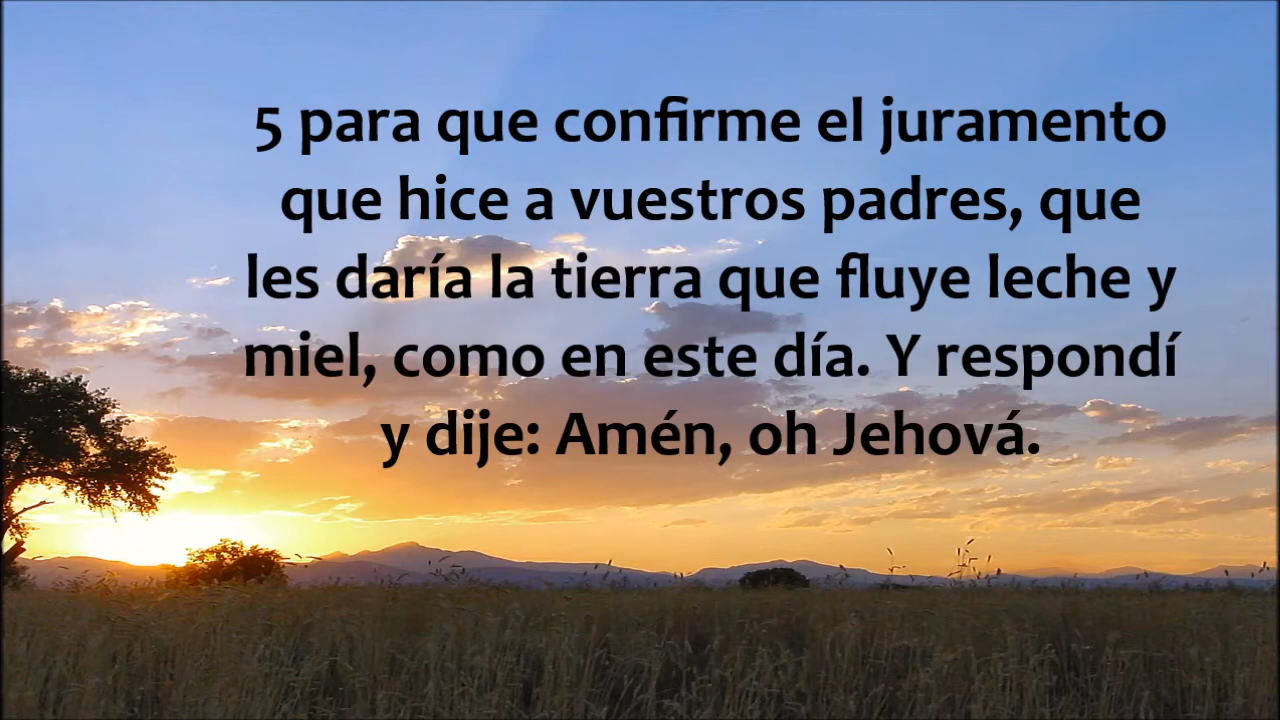 5 para que confirme el juramento
que hice a vuestros padres, que
les daría la tierra que fluye leche y
miel, como en este día. Y respondí
y dije: Amén, oh Jehová.